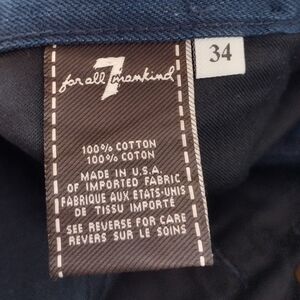 7
for all mankind
34
100% COTTON
100% COTON
MADE IN U.S.A.
OF IMPORTED FABRIC
FABRIQUE AUX ETATS-UNIS
DE TISSU IMPORTÉ
SEE REVERSE FOR CARE
REVERS SUR LE SOINS